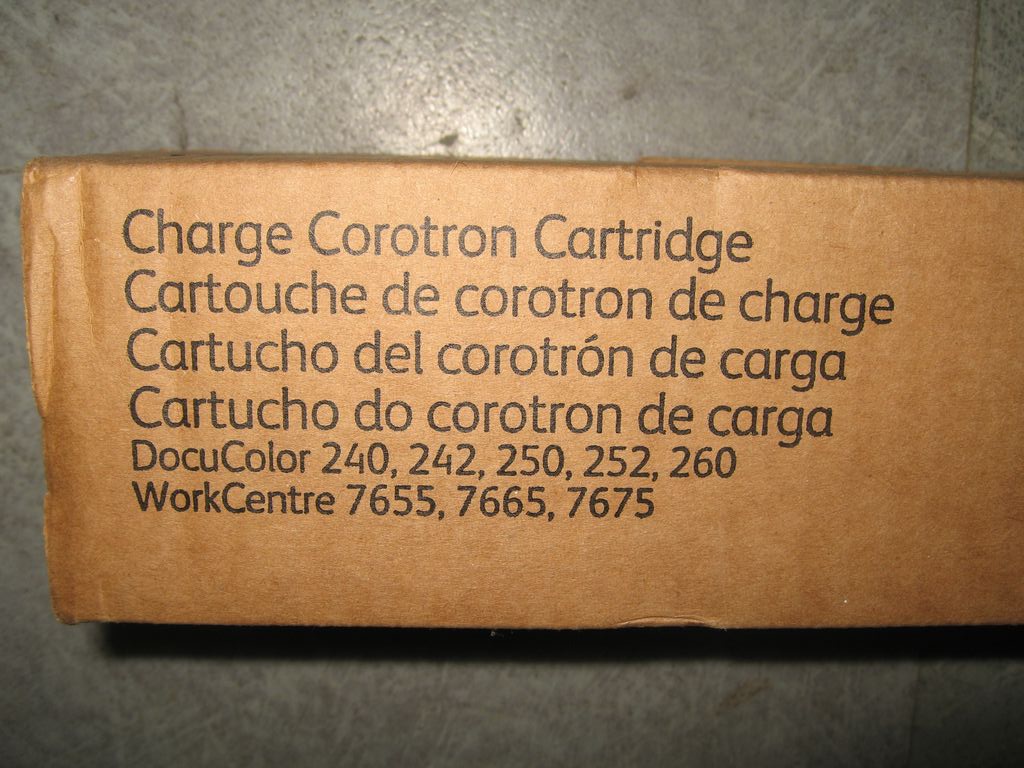 Charge Corotron Cartridge
Cartouche de corotron de charge
Cartucho del corotrón de carga
Cartucho do corotron de carga
DocuColor 240, 242, 250, 252, 260
WorkCentre 7655, 7665, 7675